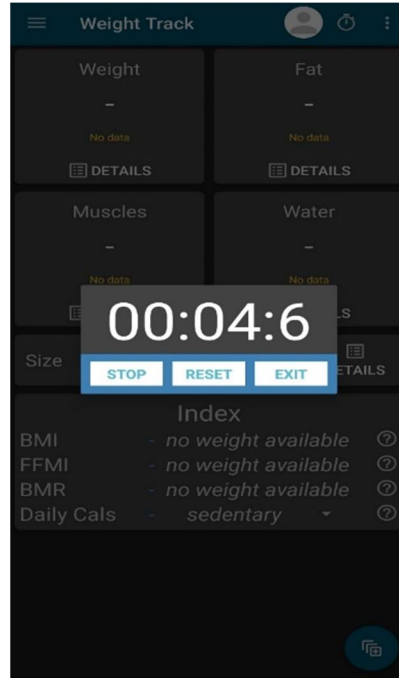 Weight Track
Weight
Fat
-
-
No data
No data
DETAILS
DETAILS
Muscles
Water
-
-
No data
No data
LS
00:04:6
Size
ETAILS
STOP RESET EXIT
Index
BMI - no weight available
FFMI - no weight available
BMR - no weight available
Daily Cals - sedentary